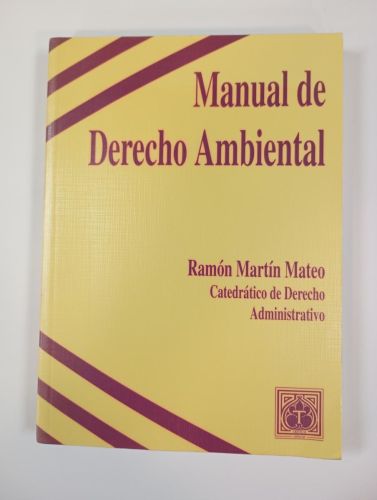 Manual de
Derecho Ambiental
Ramón Martín Mateo
Catedrático de Derecho
Administrativo